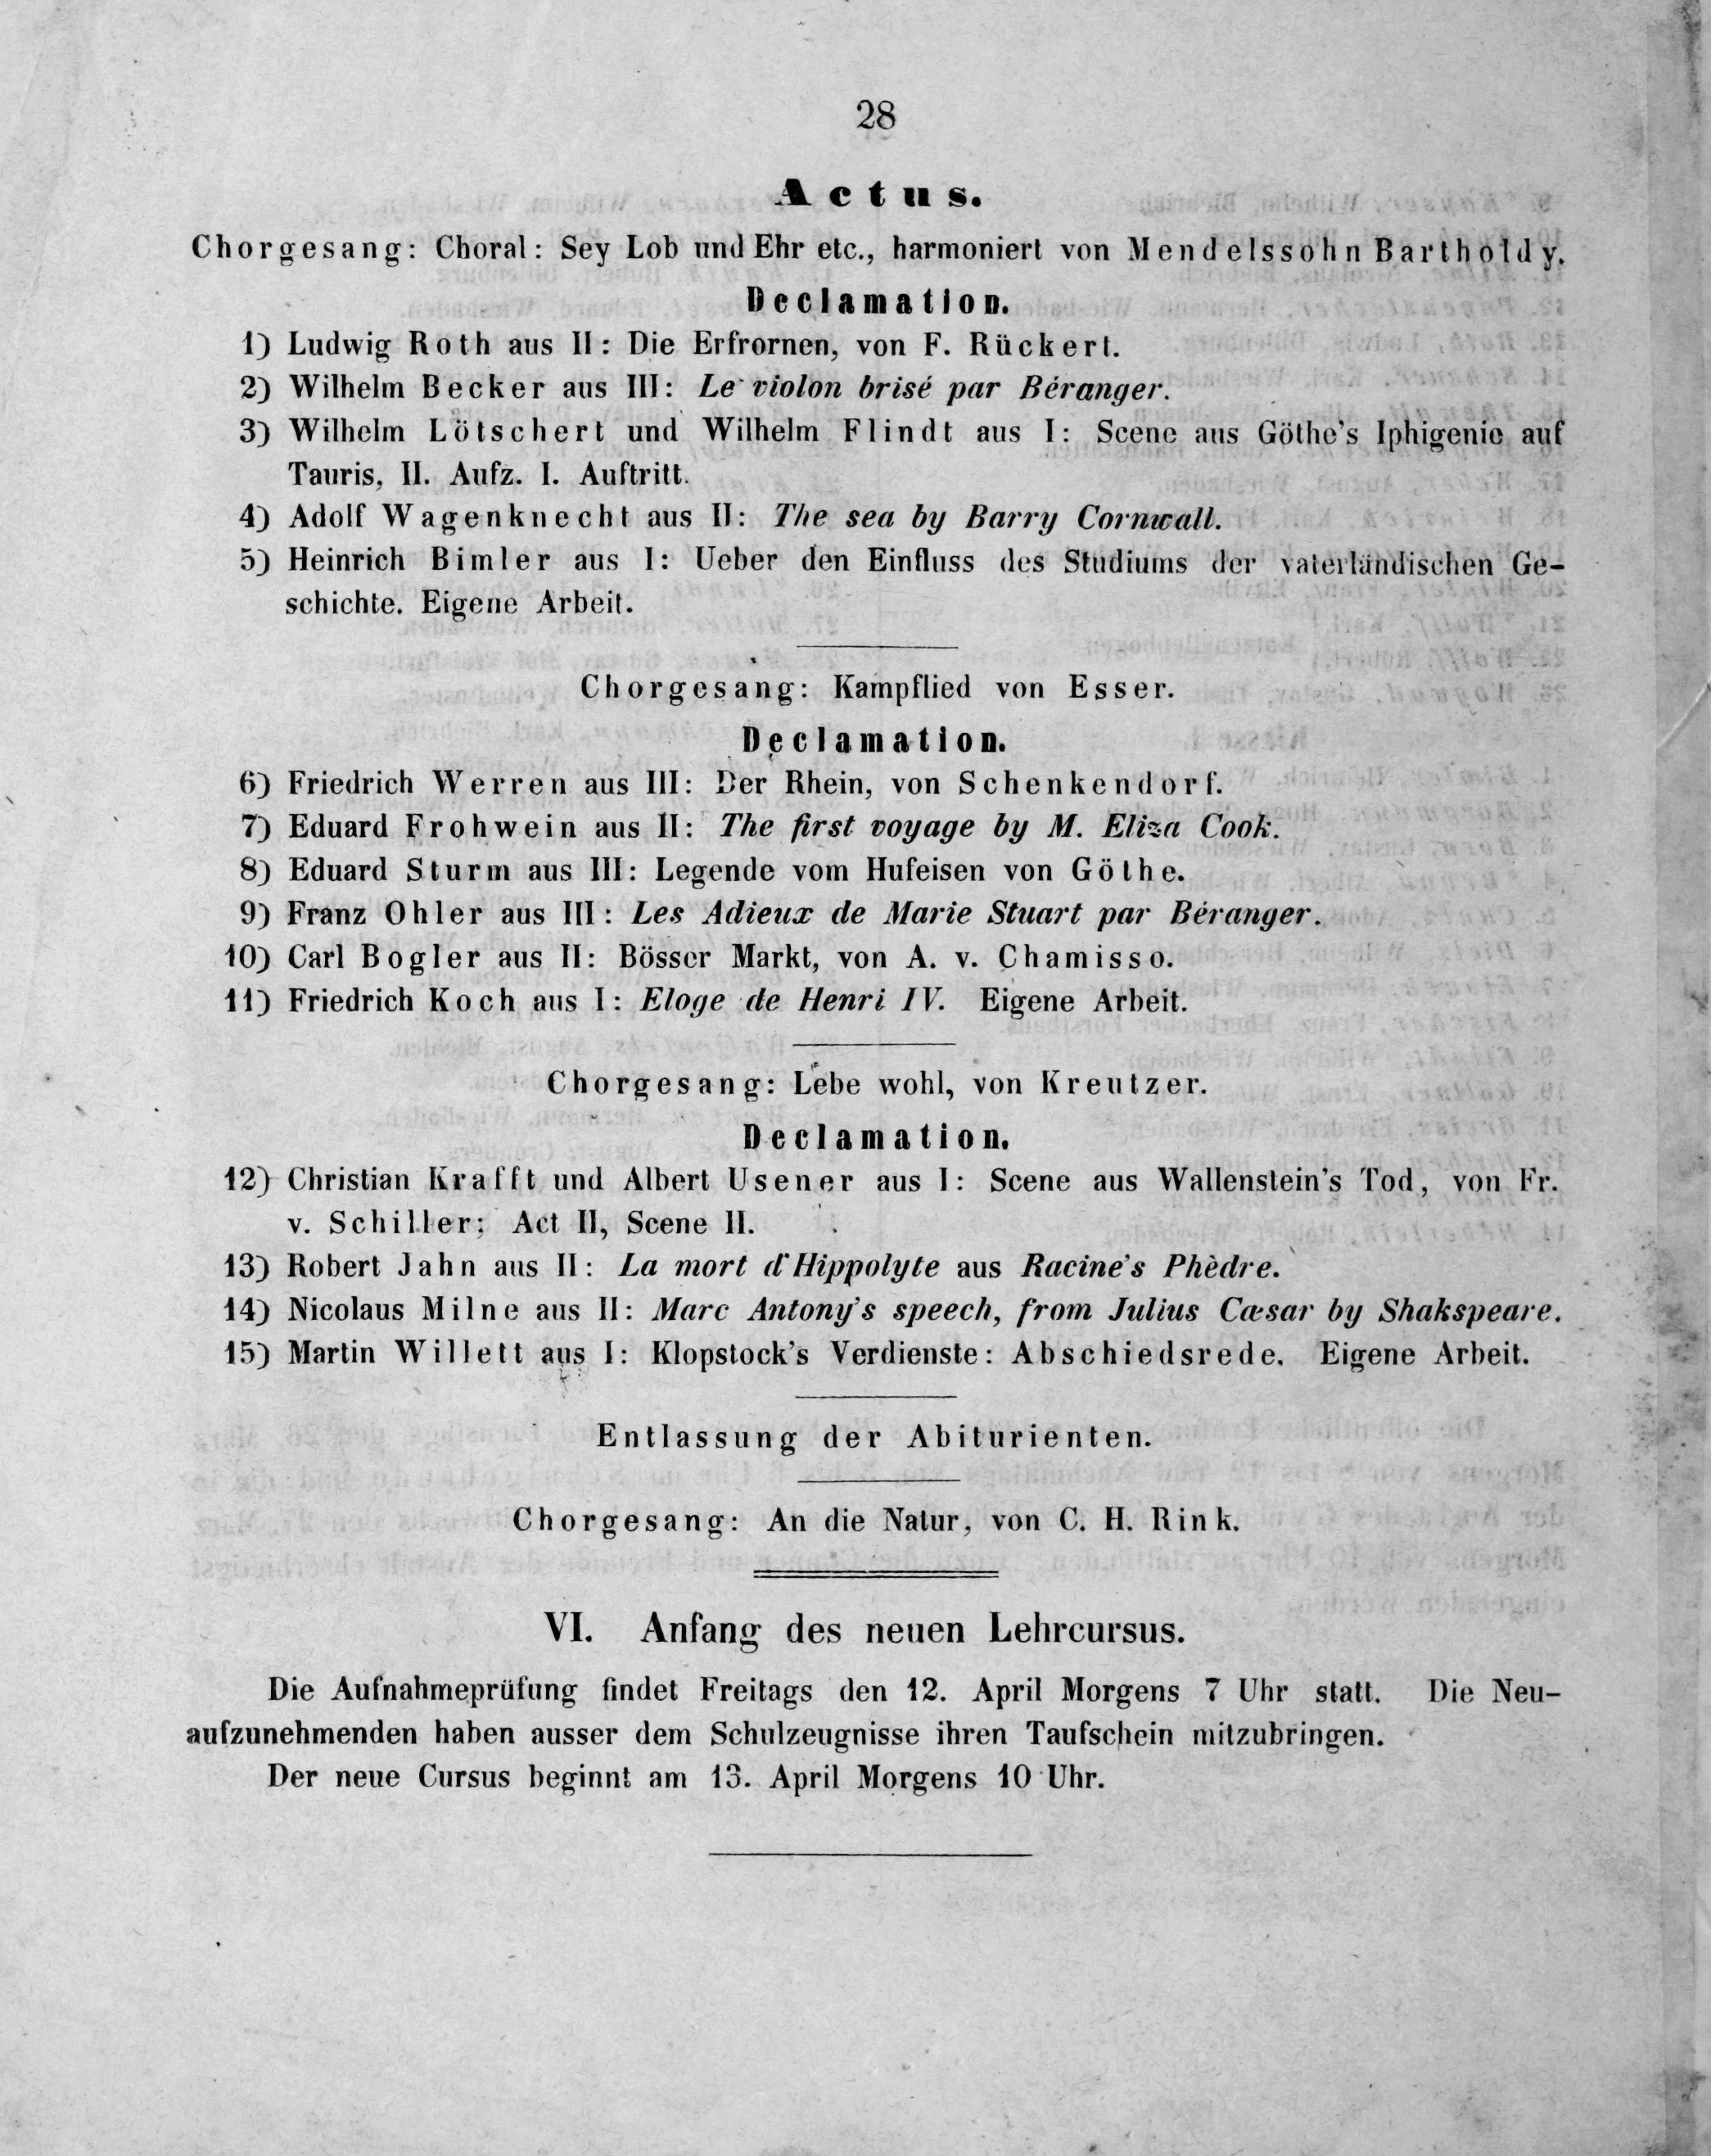 28
Actus.
Chorgesang: Choral: Sey Lob und Ehr etc., harmoniert von Mendelssohn Bartholdy.
Declamation.
1) Ludwig Roth aus II: Die Erfrornen, von F. Rückert.
2) Wilhelm Becker aus III: Le violon brisé par Béranger.
3) Wilhelm Lötschert und Wilhelm Flindt aus I: Scene aus Göthe's Iphigenie auf
Tauris, II. Aufz. I. Auftritt.
4) Adolf Wagenknecht aus II: The sea by Barry Cornwall.
5) Heinrich Bimler aus I: Ueber den Einfluss des Studiums der vaterländischen Ge-
schichte. Eigene Arbeit.
Chorgesang: Kampflied von Esser.
Declamation.
6) Friedrich Werren aus III: Der Rhein, von Schenkendorf.
7) Eduard Frohwein aus II: The first voyage by M. Eliza Cook.
8) Eduard Sturm aus III: Legende vom Hufeisen von Göthe.
9) Franz Ohler aus III: Les Adieux de Marie Stuart par Béranger.
10) Carl Bogler aus II: Bösser Markt, von A. v. Chamisso.
11) Friedrich Koch aus I: Eloge de Henri IV. Eigene Arbeit.
Chorgesang: Lebe wohl, von Kreutzer.
Declamation.
12) Christian Krafft und Albert Usener aus I: Scene aus Wallenstein's Tod, von Fr.
v. Schiller; Act II, Scene II.
13) Robert Jahn aus II: La mort d'Hippolyte aus Racine's Phèdre.
14) Nicolaus Milne aus II: Marc Antony's speech, from Julius Cæsar by Shakspeare.
15) Martin Willett aus I: Klopstock's Verdienste: Abschiedsrede. Eigene Arbeit.
Entlassung der Abiturienten.
Chorgesang: An die Natur, von C. H. Rink.
VI. Anfang des neuen Lehrcursus.
Die Aufnahmeprüfung findet Freitags den 12. April Morgens 7 Uhr statt. Die Neu-
aufzunehmenden haben ausser dem Schulzeugnisse ihren Taufschein mitzubringen.
Der neue Cursus beginnt am 13. April Morgens 10 Uhr.